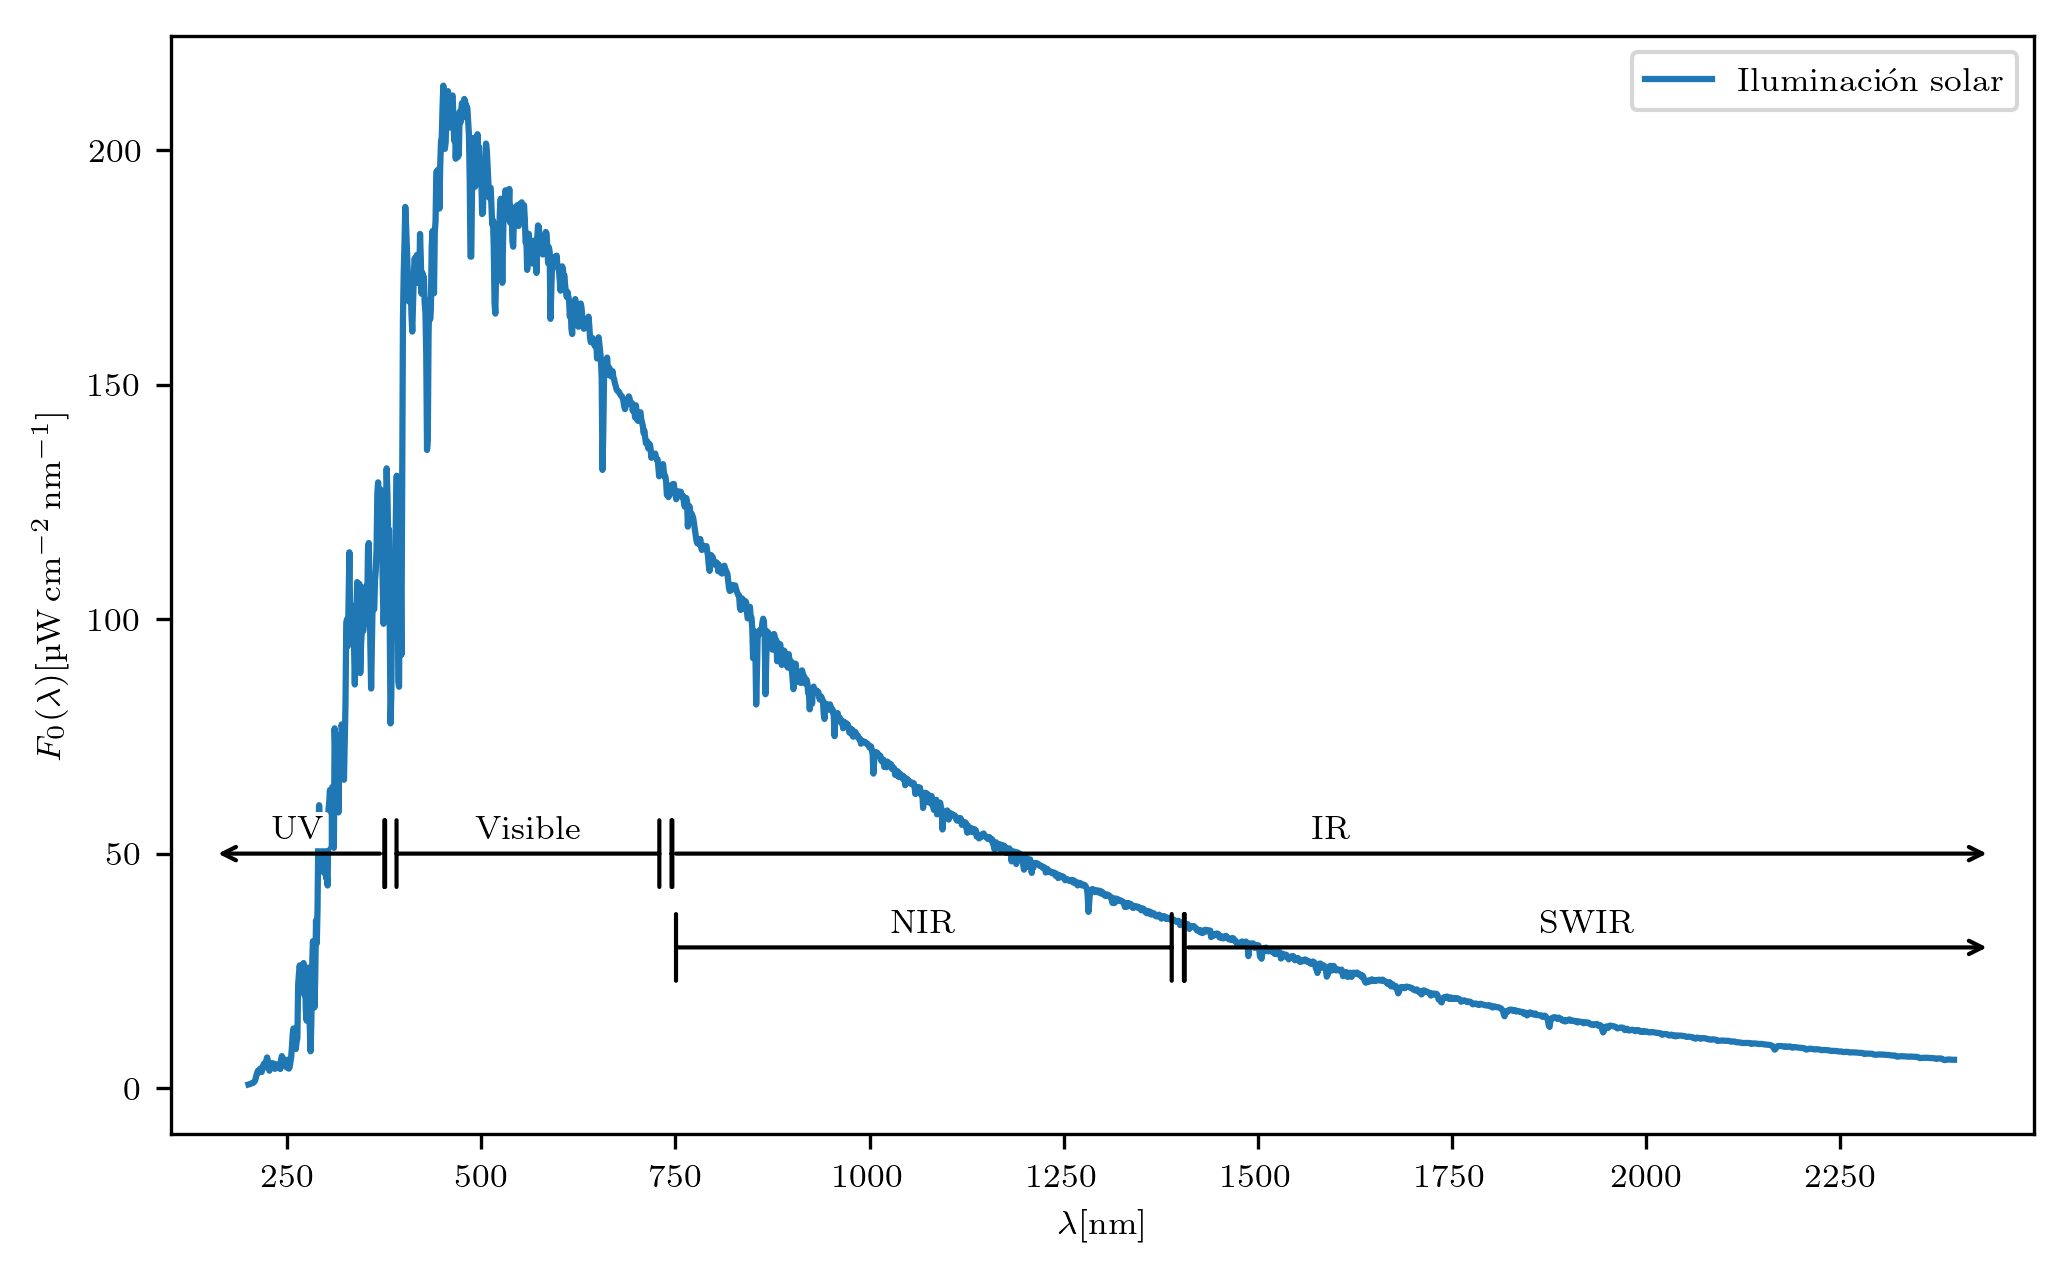 Iluminación solar
200
150
100
50
0
F₀(λ)[µW cm⁻² nm⁻¹]
UV
Visible
IR
NIR
SWIR
250 500 750 1000 1250 1500 1750 2000 2250
λ[nm]